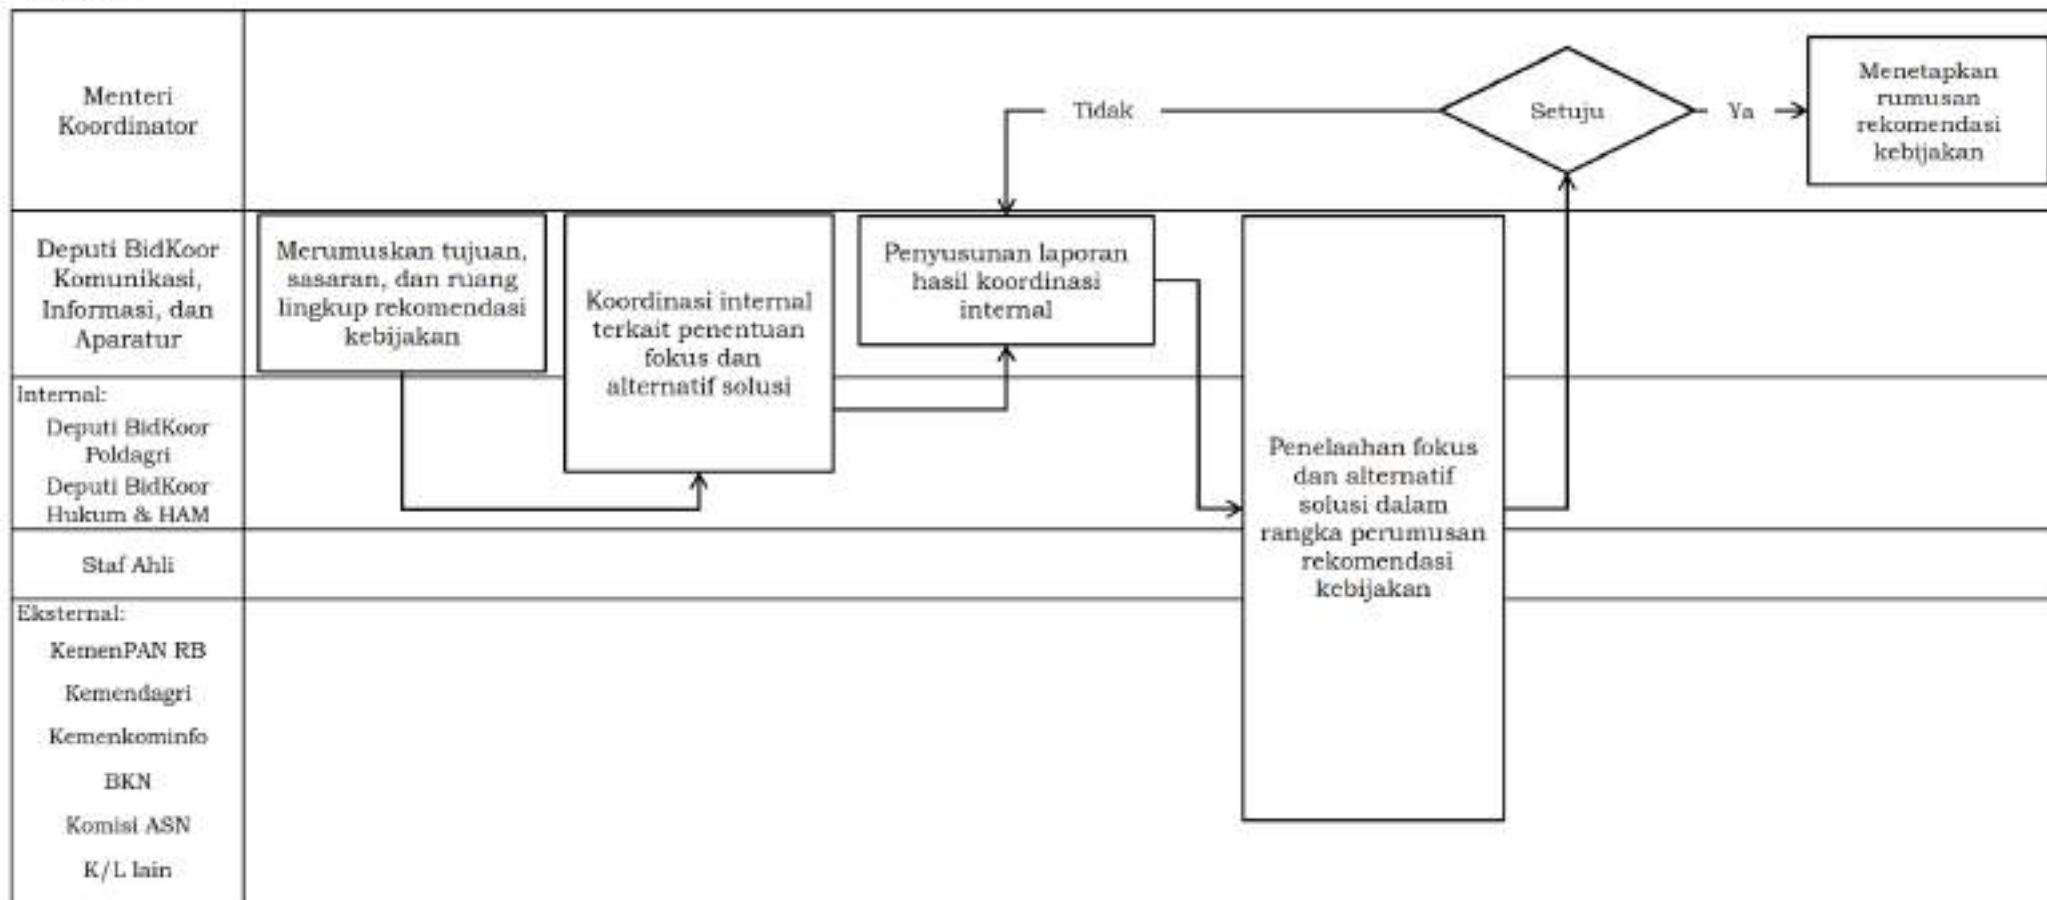 Menteri
Koordinator
Tidak
Setuju
Ya
Menetapkan
rumusan
rekomendasi
kebijakan
Deputi BidKoor
Komunikasi,
Informasi, dan
Aparatur
Merumuskan tujuan,
sasaran, dan ruang
lingkup rekomendasi
kebijakan
Koordinasi internal
terkait penentuan
fokus dan
alternatif solusi
Penyusunan laporan
hasil koordinasi
internal
Penelaahan fokus
dan alternatif
solusi dalam
rangka perumusan
rekomendasi
kebijakan
Internal:
Deputi BidKoor
Poldagri
Deputi BidKoor
Hukum & HAM
Staf Ahli
Eksternal:
KemenPAN RB
Kemendagri
Kemenkominfo
BKN
Komisi ASN
K/L lain